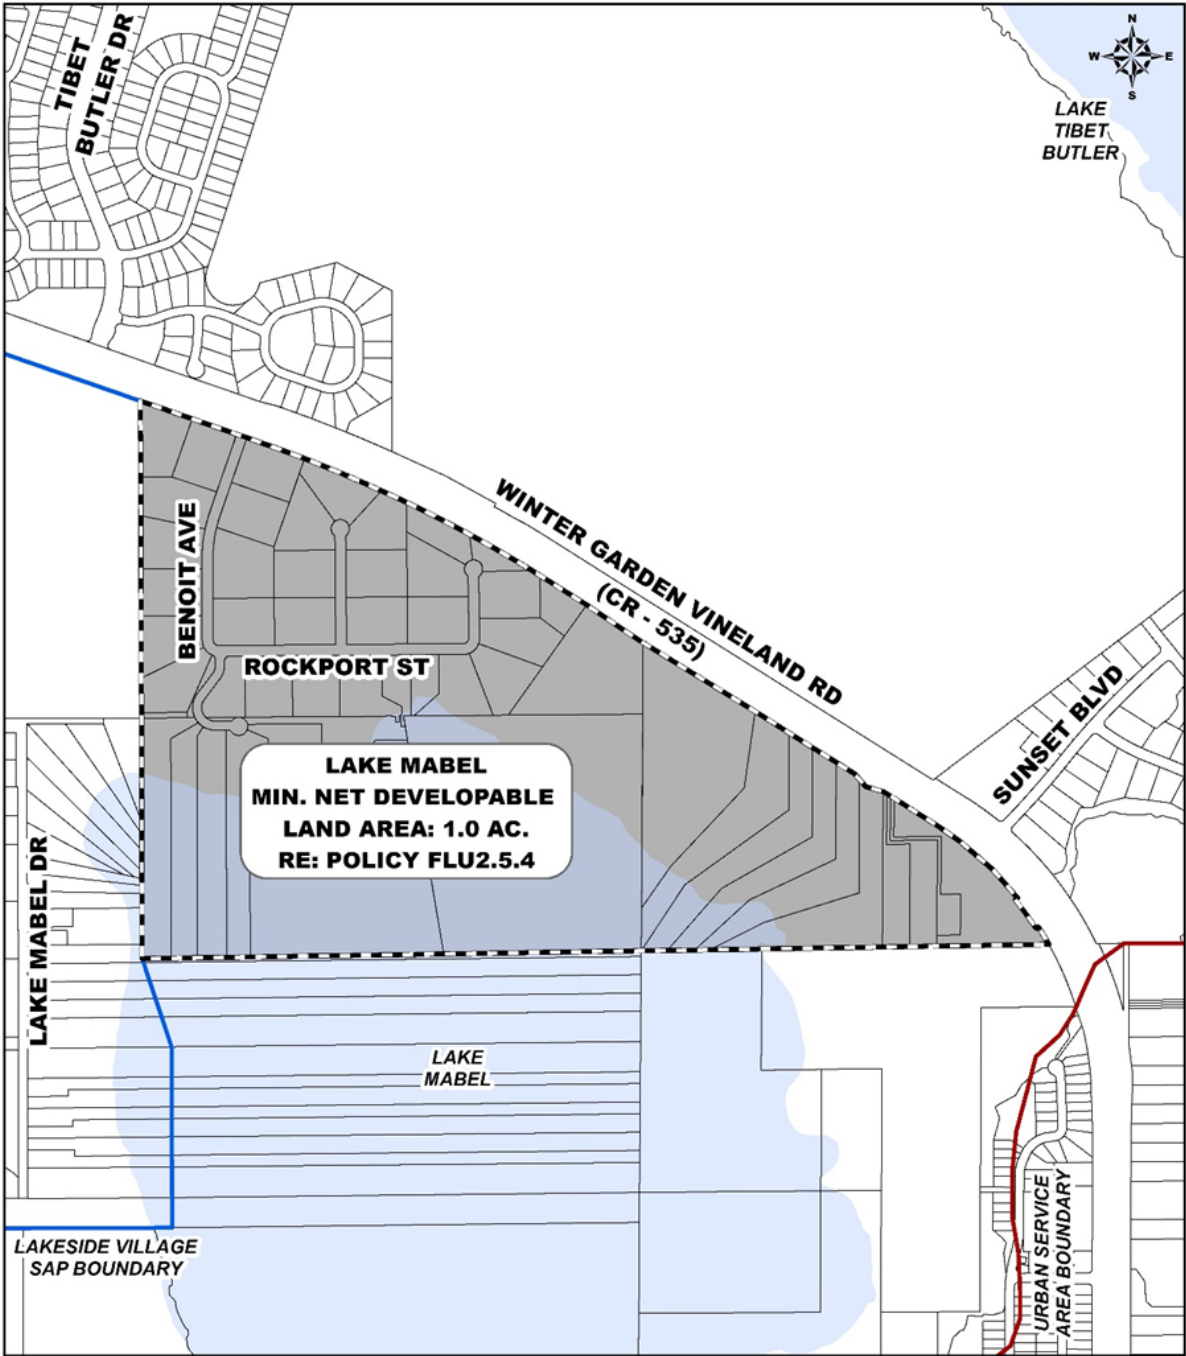 TIBET
BUTLER DR
N
W E
S
LAKE
TIBET
BUTLER
WINTER GARDEN VINELAND RD
(CR - 535)
BENOIT AVE
ROCKPORT ST
SUNSET BLVD
LAKE MABEL
MIN. NET DEVELOPABLE
LAND AREA: 1.0 AC.
RE: POLICY FLU2.5.4
LAKE MABEL DR
LAKE
MABEL
LAKESIDE VILLAGE
SAP BOUNDARY
URBAN SERVICE
AREA BOUNDARY